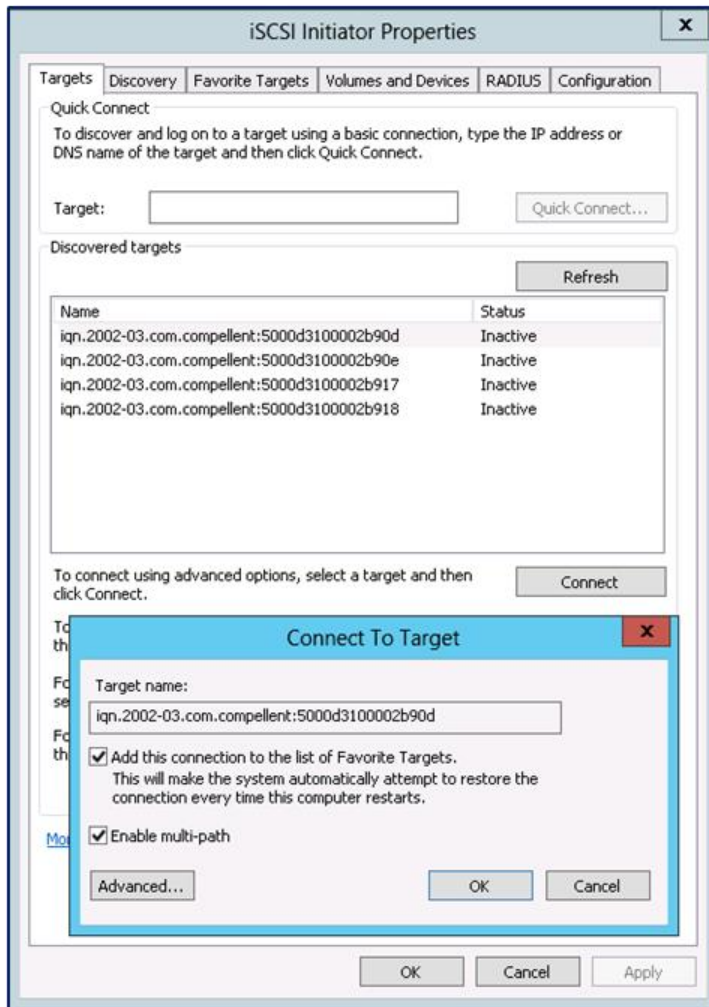 iSCSI Initiator Properties
x
Targets
Discovery
Favorite Targets
Volumes and Devices
RADIUS
Configuration
Quick Connect
To discover and log on to a target using a basic connection, type the IP address or
DNS name of the target and then click Quick Connect.
Target:
Quick Connect...
Discovered targets
Refresh
Name Status
iqn.2002-03.com.compellent:5000d3100002b90d Inactive
iqn.2002-03.com.compellent:5000d3100002b90e Inactive
iqn.2002-03.com.compellent:5000d3100002b917 Inactive
iqn.2002-03.com.compellent:5000d3100002b918 Inactive
To connect using advanced options, select a target and then
click Connect.
Connect
Connect To Target
x
Target name:
iqn.2002-03.com.compellent:5000d3100002b90d
Add this connection to the list of Favorite Targets.
This will make the system automatically attempt to restore the
connection every time this computer restarts.
Enable multi-path
Advanced...
OK
Cancel
OK
Cancel
Apply